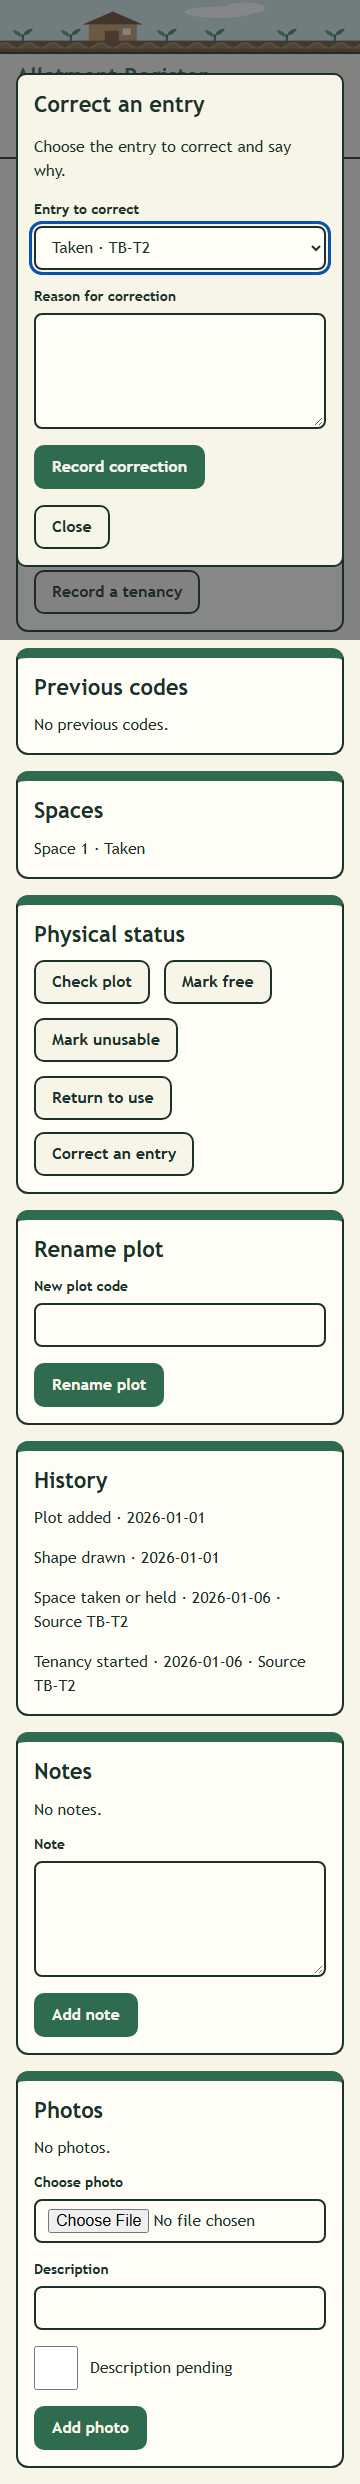 Correct an entry
Choose the entry to correct and say
why.
Entry to correct
Taken · TB-T2
Reason for correction
Record correction
Close
Record a tenancy
Previous codes
No previous codes.
Spaces
Space 1 · Taken
Physical status
Check plot
Mark free
Mark unusable
Return to use
Correct an entry
Rename plot
New plot code
Rename plot
History
Plot added · 2026-01-01
Shape drawn · 2026-01-01
Space taken or held · 2026-01-06 ·
Source TB-T2
Tenancy started · 2026-01-06 · Source
TB-T2
Notes
No notes.
Note
Add note
Photos
No photos.
Choose photo
Choose File No file chosen
Description
Description pending
Add photo